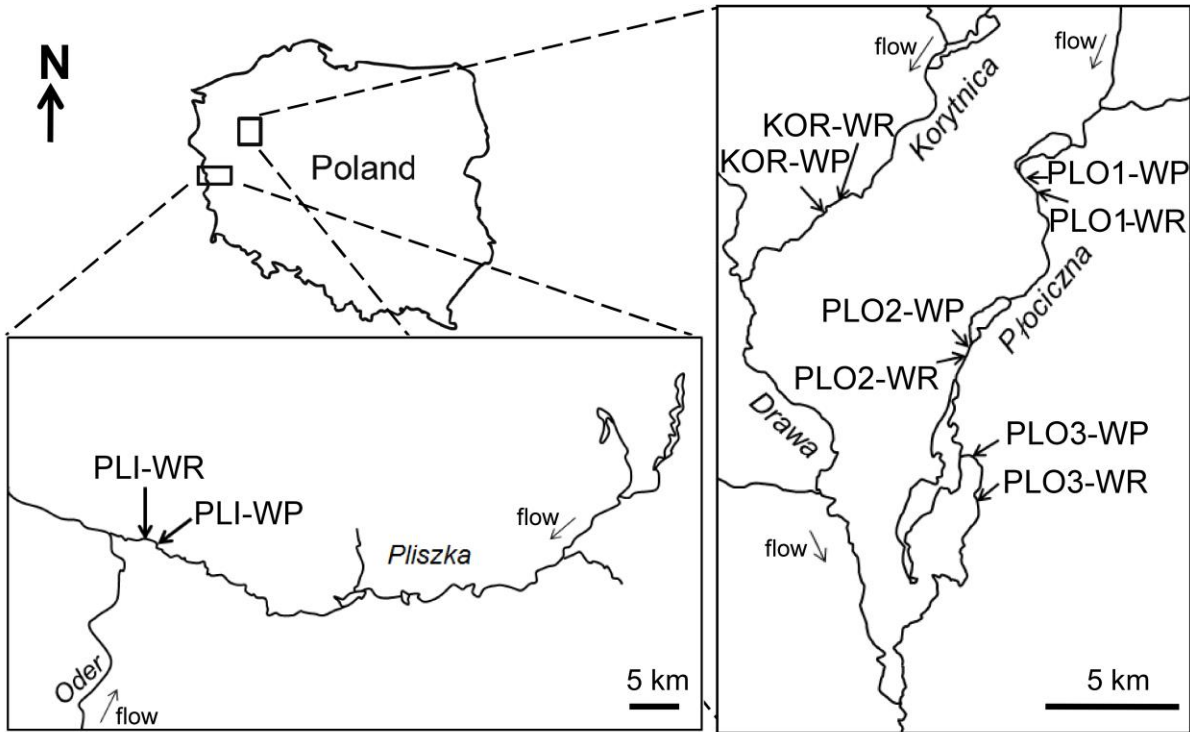 N
Poland
flow
flow
Korytnica
KOR-WR
KOR-WP
PLO1-WP
PLO1-WR
Płociczna
PLO2-WP
PLO2-WR
Drawa
PLO3-WP
PLO3-WR
flow
5 km
PLI-WR
PLI-WP
flow
Pliszka
Oder
flow
5 km